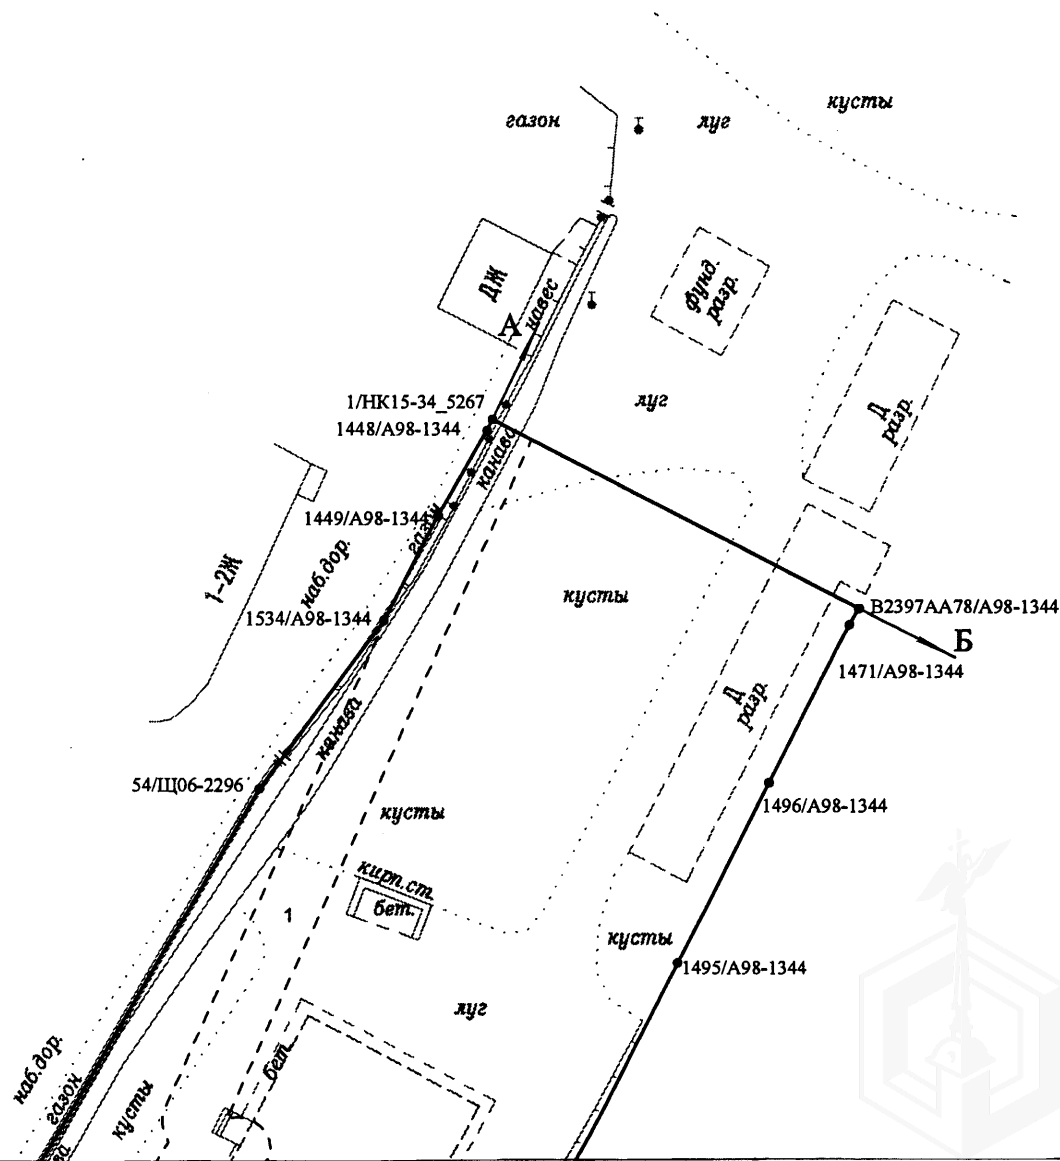 кусты
газон
луг
ДЖ
фунд.
разр.
навес
А
1/НК15-34_5267
луг
Д
разр.
1448/А98-1344
канава
1449/А98-1344
газон
1-2Ж
наб.дор.
кусты
В2397АА78/А98-1344
1534/А98-1344
Б
1471/А98-1344
Д
разр.
канава
54/Щ06-2296
1496/А98-1344
кусты
кирп.ст.
бет.
1
кусты
1495/А98-1344
луг
наб.дор.
бет.
газон
кусты
ва